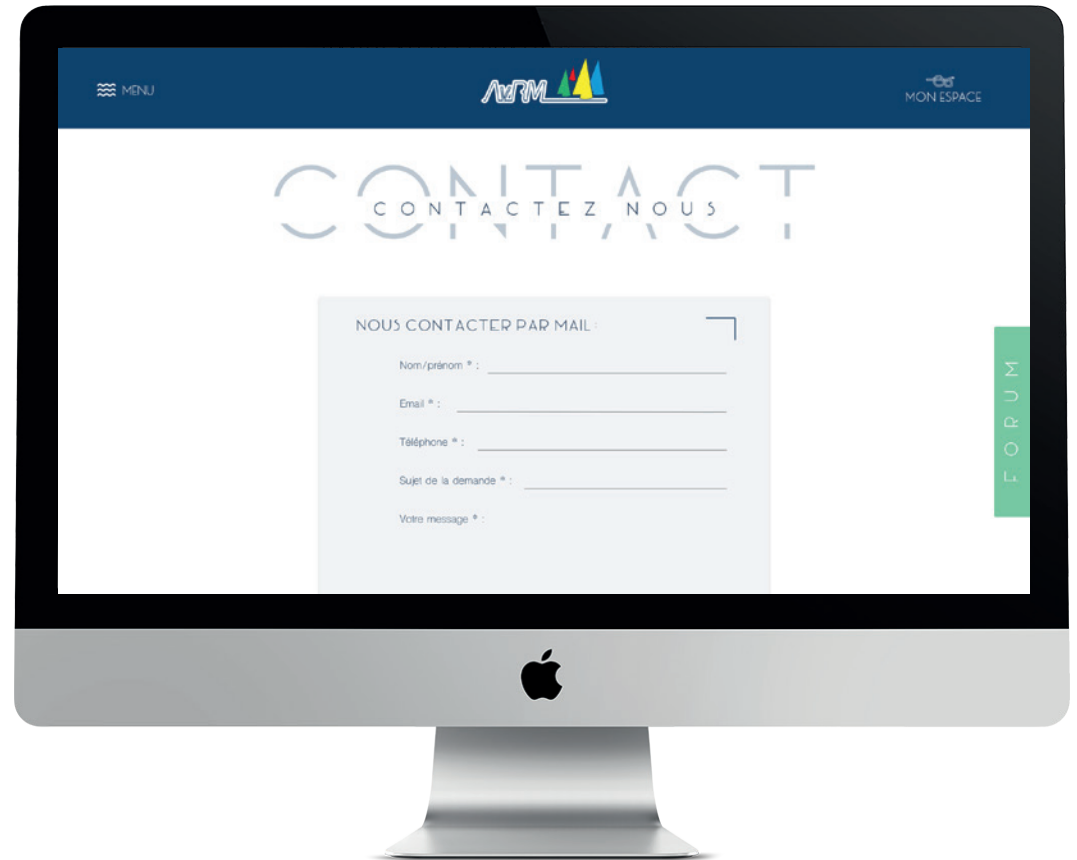 MENU
AVRM
MON ESPACE
CONTACT
CONTACTEZ NOUS
NOUS CONTACTER PAR MAIL :
Nom/prénom * :
Email * :
Téléphone * :
Sujet de la demande * :
Votre message * :
FORUM